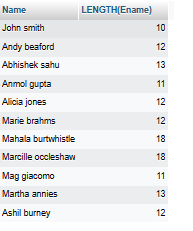 Name LENGTH(Ename)
John smith 10
Andy beaford 12
Abhishek sahu 13
Anmol gupta 11
Alicia jones 12
Marie brahms 12
Mahala burtwhistle 18
Marcille occleshaw 18
Mag giacomo 11
Martha annies 13
Ashil burney 12